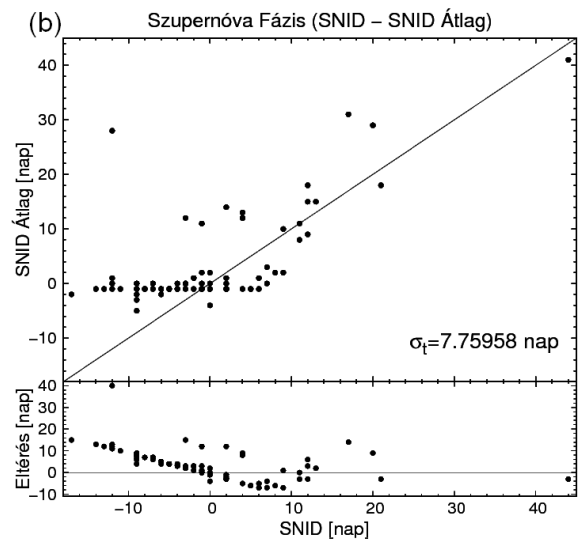 (b) Szupernóva Fázis (SNID – SNID Átlag)
40
30
20
10
0
−10
SNID Átlag [nap]
σt=7.75958 nap
40
30
20
10
0
−10
Eltérés [nap]
−10 0 10 20 30 40
SNID [nap]